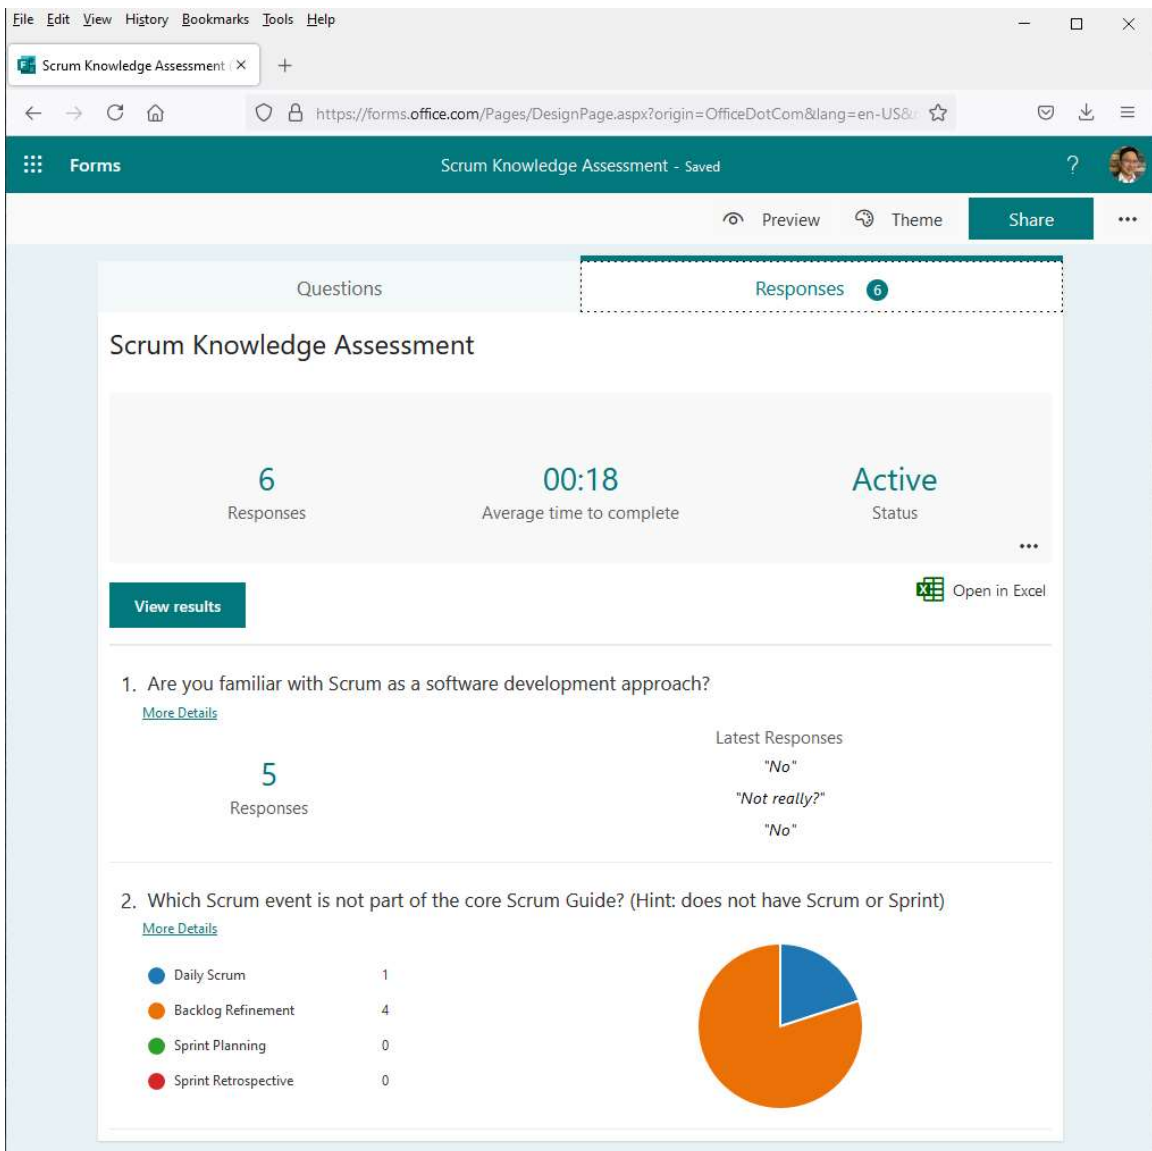 File Edit View History Bookmarks Tools Help
Scrum Knowledge Assessment
https://forms.office.com/Pages/DesignPage.aspx?origin=OfficeDotCom&lang=en-US&
Forms Scrum Knowledge Assessment - Saved ?
Preview Theme Share
Questions Responses 6
Scrum Knowledge Assessment
6 00:18 Active
Responses Average time to complete Status
Open in Excel
View results
1. Are you familiar with Scrum as a software development approach?
More Details
Latest Responses
"No"
5
"Not really?"
Responses
"No"
2. Which Scrum event is not part of the core Scrum Guide? (Hint: does not have Scrum or Sprint)
More Details
Daily Scrum 1
Backlog Refinement 4
Sprint Planning 0
Sprint Retrospective 0